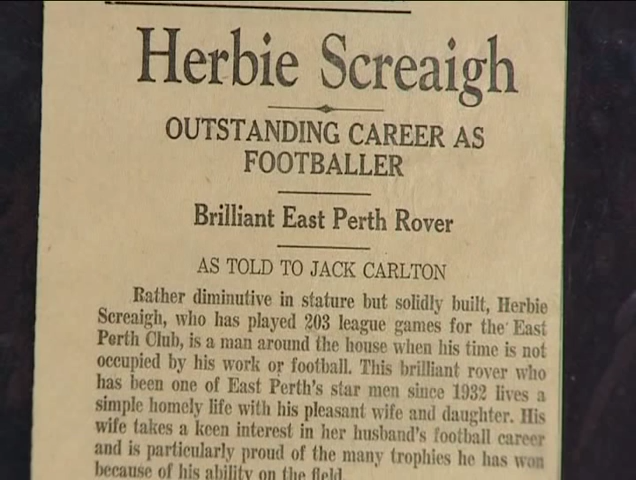 Herbie Screaigh
OUTSTANDING CAREER AS
FOOTBALLER
Brilliant East Perth Rover
AS TOLD TO JACK CARLTON
Rather diminutive in stature but solidly built, Herbie
Screaigh, who has played 203 league games for the East
Perth Club, is a man around the house when his time is not
occupied by his work or football. This brilliant rover who
has been one of East Perth's star men since 1932 lives a
simple homely life with his pleasant wife and daughter. His
wife takes a keen interest in her husband's football career
and is particularly proud of the many trophies he has won
because of his ability on the field.